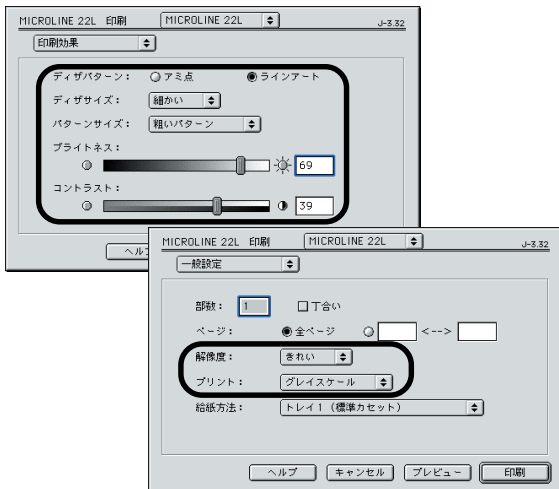 MICROLINE 22L 印刷 MICROLINE 22L J-3.32
印刷効果
ディザパターン： アミ点 ラインアート
ディザサイズ： 細かい
パターンサイズ： 粗いパターン
ブライトネス：
69
コントラスト：
39
ヘルプ
MICROLINE 22L 印刷 MICROLINE 22L J-3.32
一般設定
部数： 1 丁合い
ページ： 全ページ <-->
解像度： きれい
プリント： グレイスケール
給紙方法： トレイ1（標準カセット）
ヘルプ キャンセル プレビュー 印刷